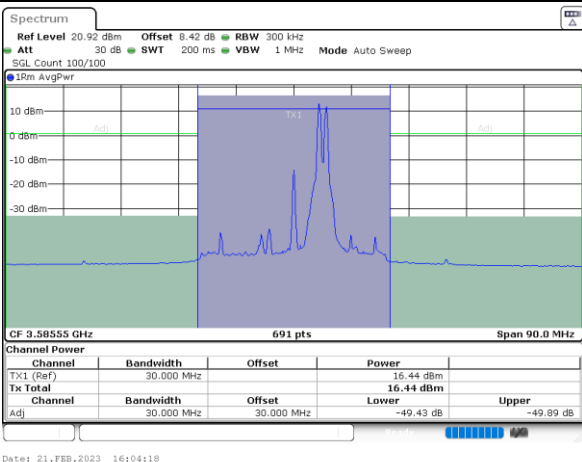 Spectrum
Ref Level 20.92 dBm Offset 8.42 dB RBW 300 kHz
Att 30 dB SWT 200 ms VBW 1 MHz Mode Auto Sweep
SGL Count 100/100
1Rm AvgPwr
10 dBm
TX1
Adj
Adj
0 dBm
-10 dBm
-20 dBm
-30 dBm
CF 3.58555 GHz 691 pts Span 90.0 MHz
Channel Power
Channel Bandwidth Offset Power
TX1 (Ref) 30.000 MHz 16.44 dBm
Tx Total 16.44 dBm
Channel Bandwidth Offset Lower Upper
Adj 30.000 MHz 30.000 MHz -49.43 dB -49.89 dB
Ready
Date: 21.FEB.2023 16:04:18